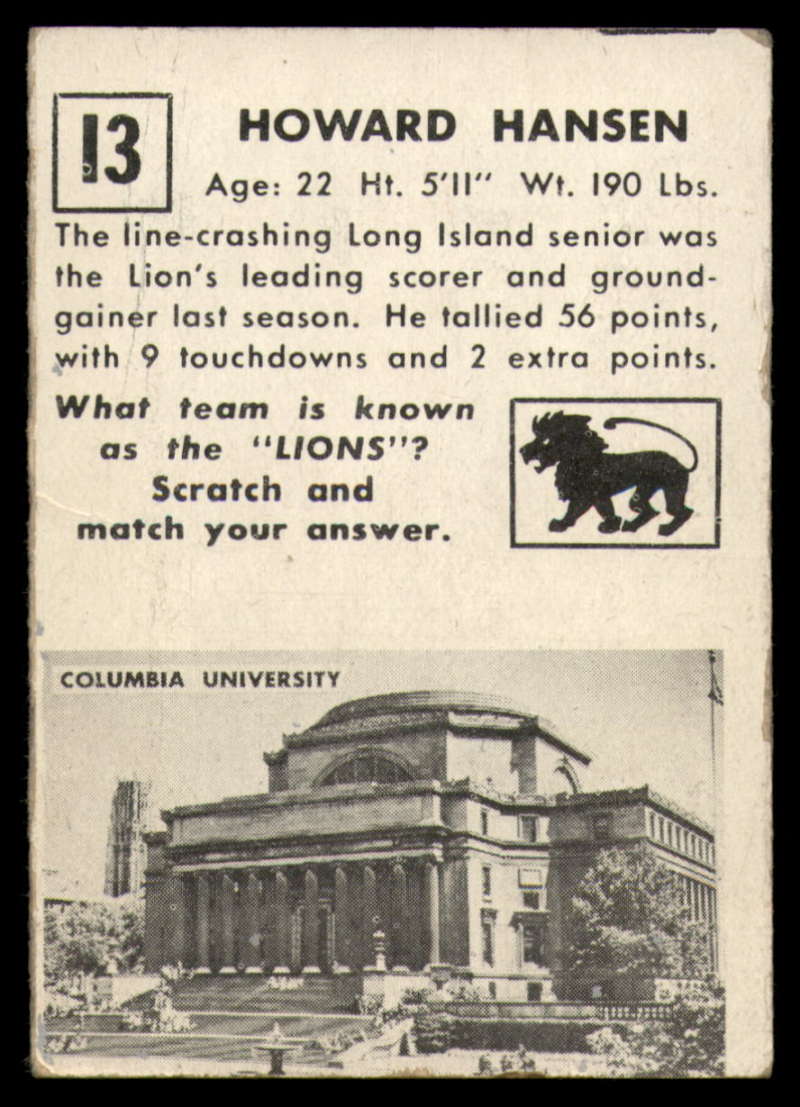 13
HOWARD HANSEN
Age: 22 Ht. 5'11" Wt. 190 Lbs.
The line-crashing Long Island senior was
the Lion's leading scorer and ground-
gainer last season. He tallied 56 points,
with 9 touchdowns and 2 extra points.
What team is known
as the "LIONS"?
Scratch and
match your answer.
COLUMBIA UNIVERSITY